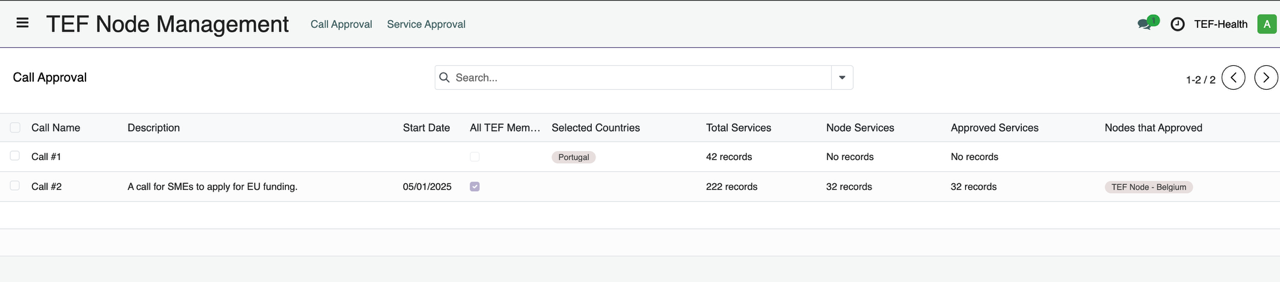 TEF Node Management Call Approval Service Approval 1 TEF-Health A
Call Approval Search... 1-2 / 2
Call Name Description Start Date All TEF Mem... Selected Countries Total Services Node Services Approved Services Nodes that Approved
Call #1 Portugal 42 records No records No records
Call #2 A call for SMEs to apply for EU funding. 05/01/2025 222 records 32 records 32 records TEF Node - Belgium